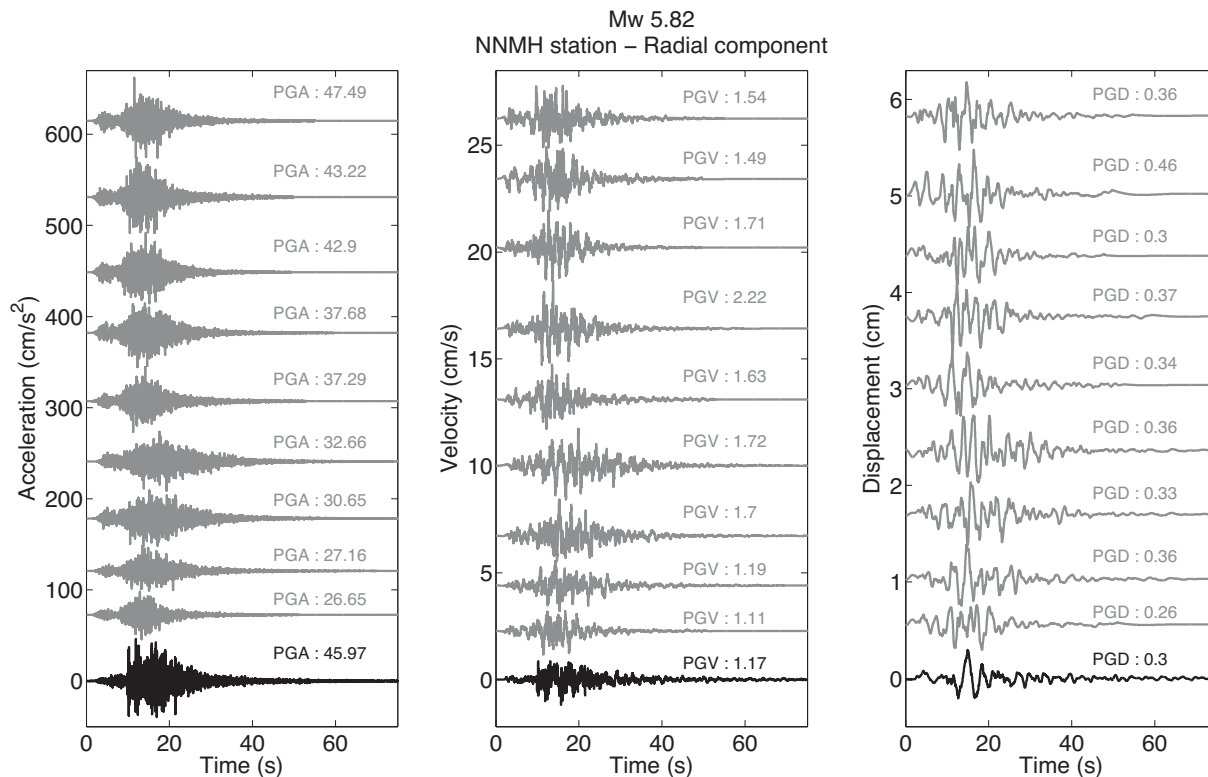 Mw 5.82
NNMH station − Radial component
Acceleration (cm/s²)
600
500
400
300
200
100
0
PGA : 47.49
PGA : 43.22
PGA : 42.9
PGA : 37.68
PGA : 37.29
PGA : 32.66
PGA : 30.65
PGA : 27.16
PGA : 26.65
PGA : 45.97
0 20 40 60
Time (s)
Velocity (cm/s)
25
20
15
10
5
0
PGV : 1.54
PGV : 1.49
PGV : 1.71
PGV : 2.22
PGV : 1.63
PGV : 1.72
PGV : 1.7
PGV : 1.19
PGV : 1.11
PGV : 1.17
0 20 40 60
Time (s)
Displacement (cm)
6
5
4
3
2
1
0
PGD : 0.36
PGD : 0.46
PGD : 0.3
PGD : 0.37
PGD : 0.34
PGD : 0.36
PGD : 0.33
PGD : 0.36
PGD : 0.26
PGD : 0.3
0 20 40 60
Time (s)